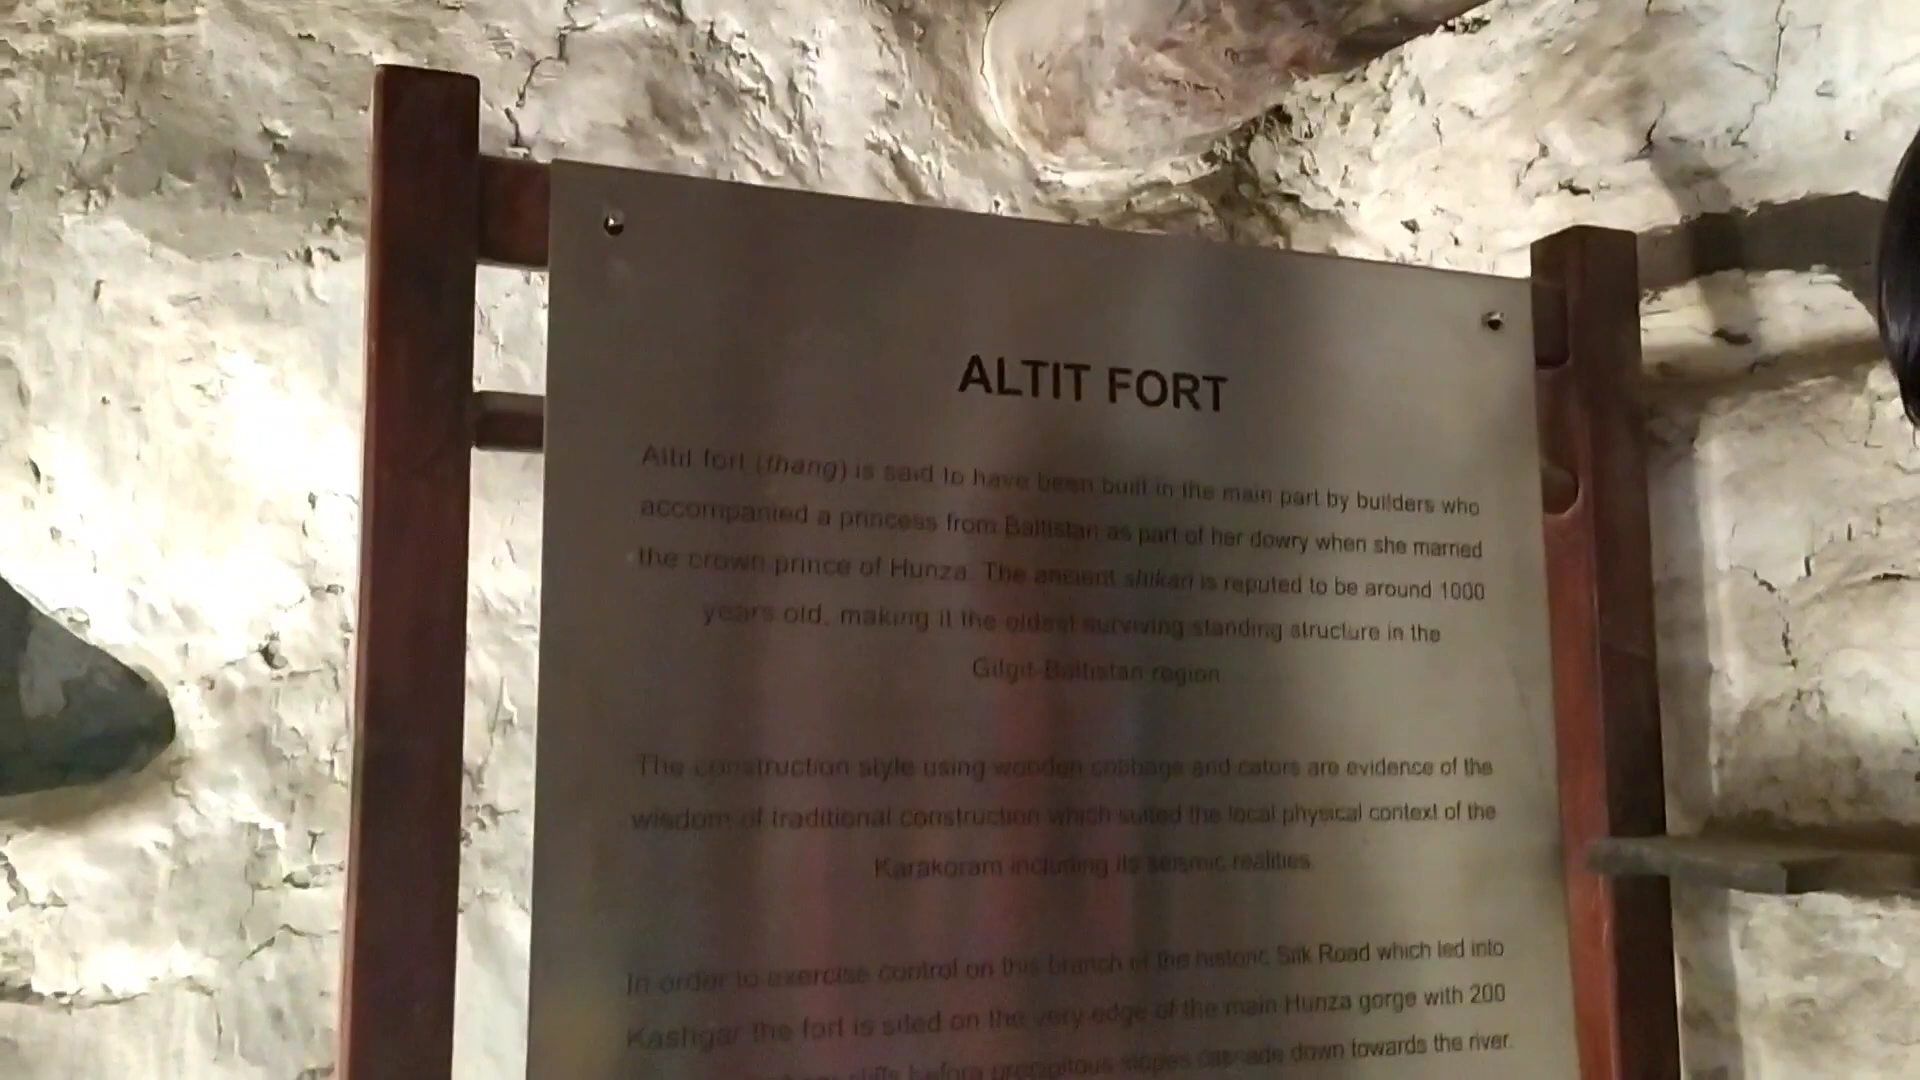 ALTIT FORT
Altit fort (thang) is said to have been built in the main part by builders who
accompanied a princess from Baltistan as part of her dowry when she married
the crown prince of Hunza. The ancient shikari is reputed to be around 1000
years old, making it the oldest surviving standing structure in the
Gilgit-Baltistan region
The construction style using wooden cribbage and cators are evidence of the
wisdom of traditional construction which suited the local physical context of the
Karakoram including its seismic realities.
In order to exercise control on this branch of the historic Silk Road which led into
Kashgar the fort is sited on the very edge of the main Hunza gorge with 200
cliffs before precipitous slopes cascade down towards the river.